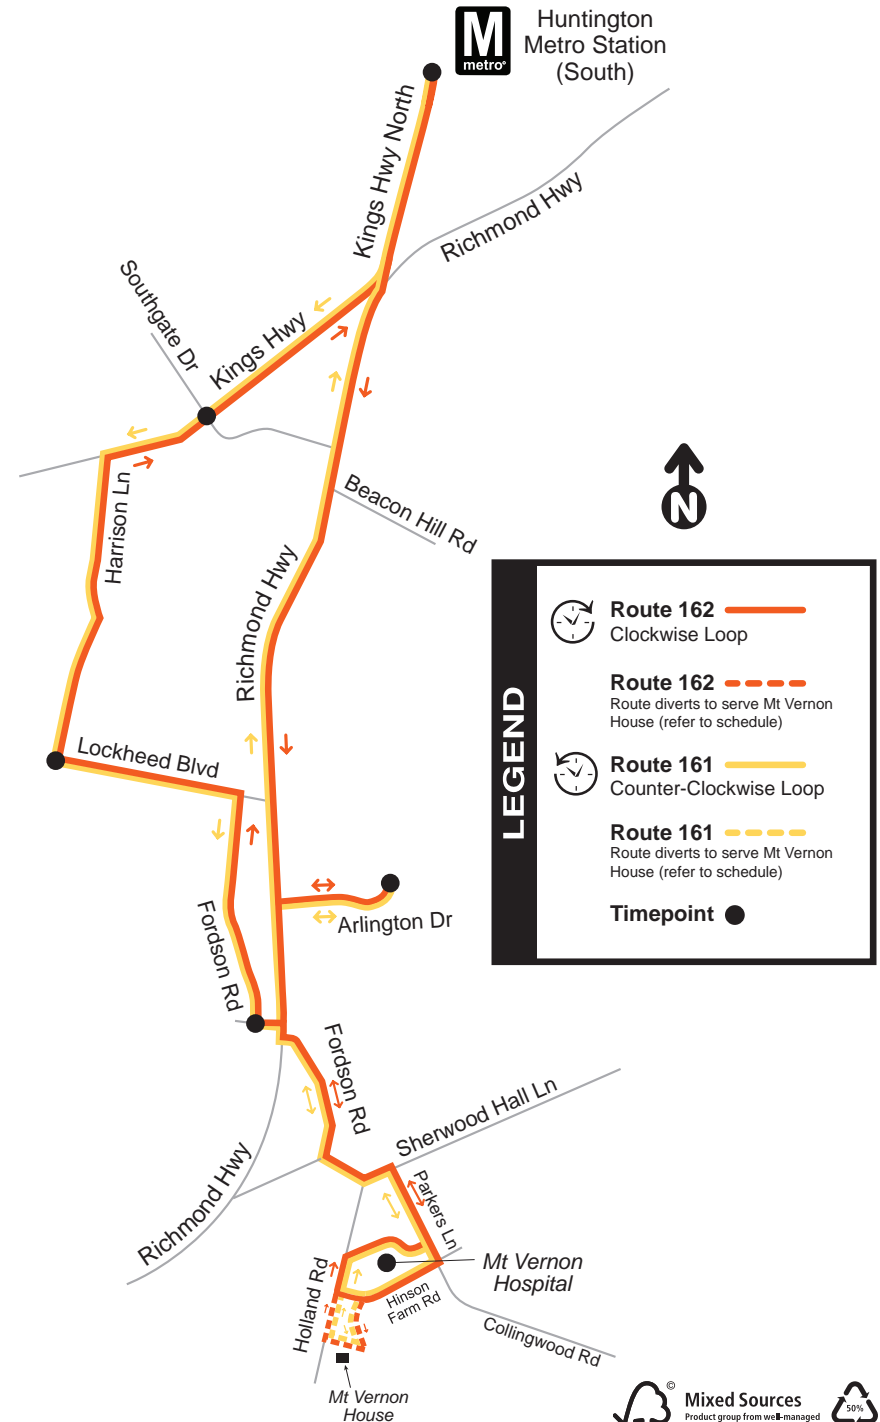 M
metro®
Huntington
Metro Station
(South)
Kings Hwy North
Richmond Hwy
Southgate Dr
Kings Hwy
Harrison Ln
Beacon Hill Rd
N
Richmond Hwy
Lockheed Blvd
Fordson Rd
Arlington Dr
Fordson Rd
Sherwood Hall Ln
Richmond Hwy
Parkers Ln
Mt Vernon
Hospital
Holland Rd
Hinson
Farm Rd
Collingwood Rd
Mt Vernon
House
LEGEND
Route 162
Clockwise Loop
Route 162
Route diverts to serve Mt Vernon
House (refer to schedule)
Route 161
Counter-Clockwise Loop
Route 161
Route diverts to serve Mt Vernon
House (refer to schedule)
Timepoint
©
Mixed Sources
Product group from well-managed
50%